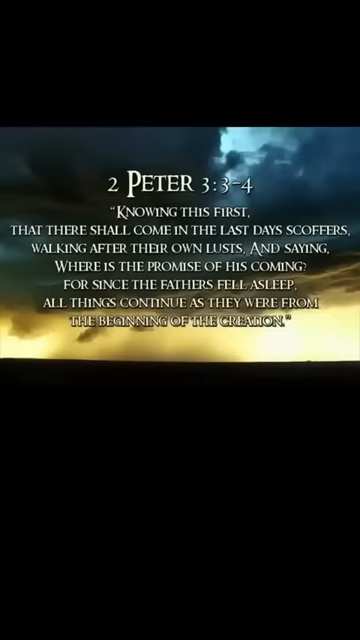 2 Peter 3:3-4
"Knowing this first,
that there shall come in the last days scoffers,
walking after their own lusts, And saying,
Where is the promise of his coming?
for since the fathers fell asleep,
all things continue as they were from
the beginning of the creation."